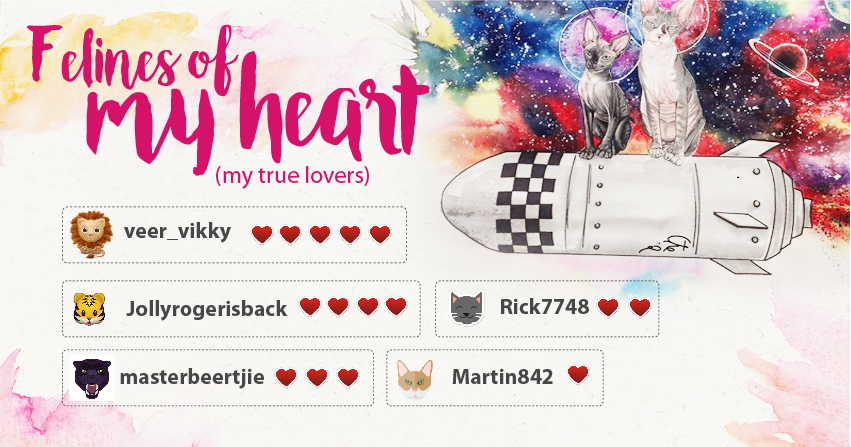 Felines of
my heart
(my true lovers)
veer_vikky
Jollyrogerisback
Rick7748
masterbeertjie
Martin842